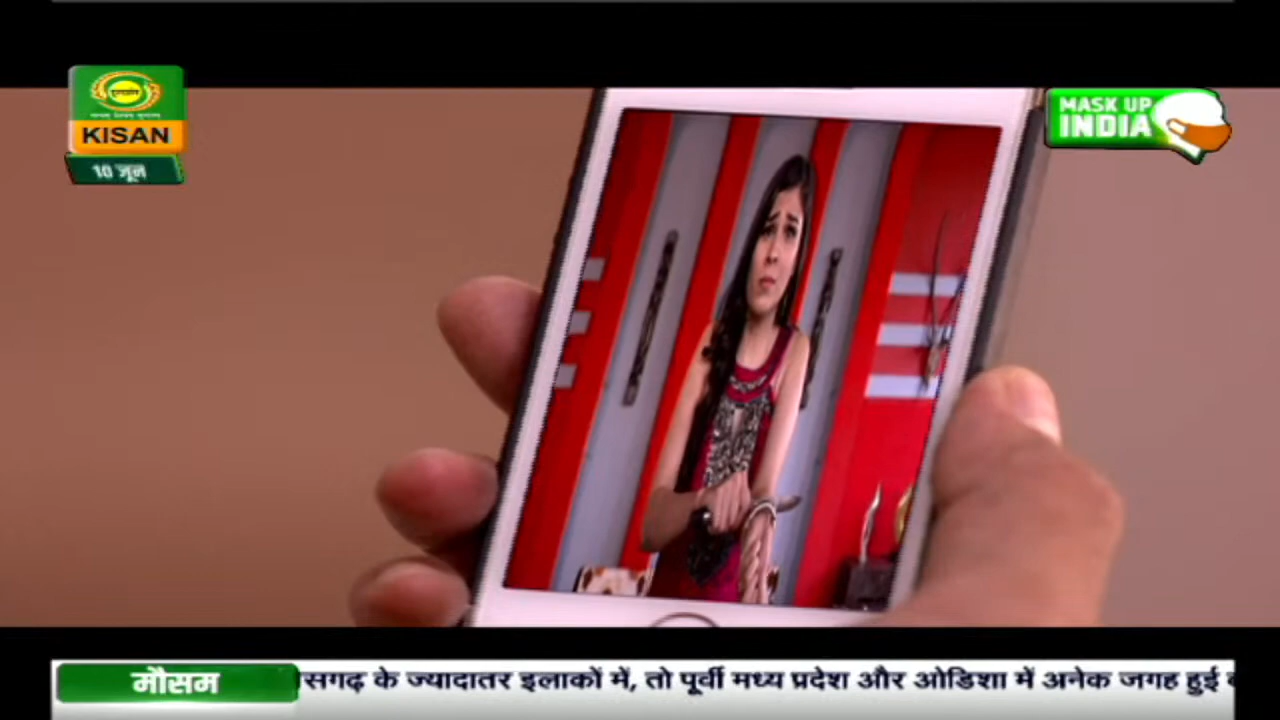 KISAN
10 जून
MASK UP
INDIA
मौसम
सगढ़ के ज्यादातर इलाकों में, तो पूर्वी मध्य प्रदेश और ओडिशा में अनेक जगह हुई